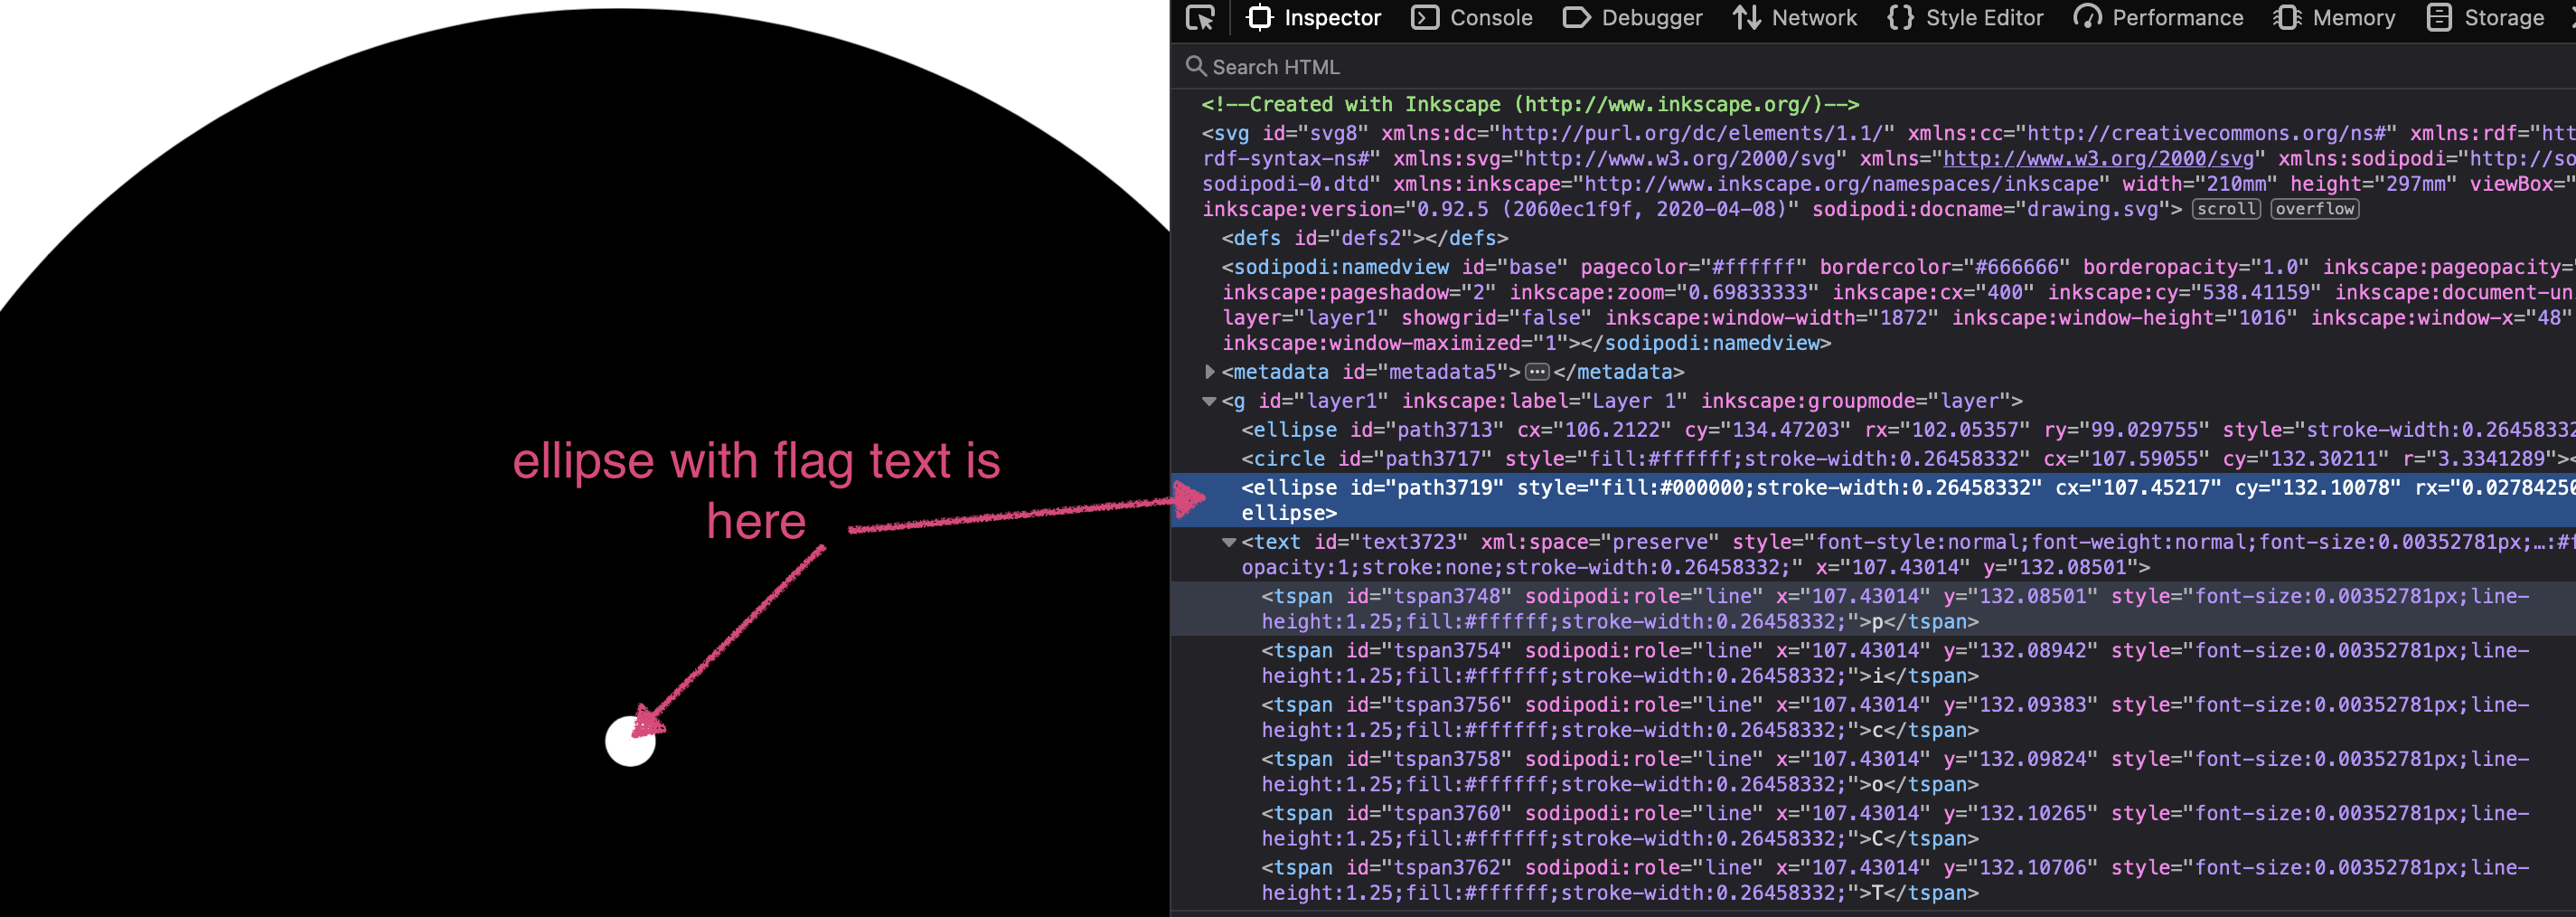 Inspector Console Debugger Network Style Editor Performance Memory Storage
Search HTML
<!--Created with Inkscape (http://www.inkscape.org/)-->
<svg id="svg8" xmlns:dc="http://purl.org/dc/elements/1.1/" xmlns:cc="http://creativecommons.org/ns#" xmlns:rdf="htt
rdf-syntax-ns#" xmlns:svg="http://www.w3.org/2000/svg" xmlns="http://www.w3.org/2000/svg" xmlns:sodipodi="http://so
sodipodi-0.dtd" xmlns:inkscape="http://www.inkscape.org/namespaces/inkscape" width="210mm" height="297mm" viewBox="
inkscape:version="0.92.5 (2060ec1f9f, 2020-04-08)" sodipodi:docname="drawing.svg"> scroll overflow
<defs id="defs2"></defs>
<sodipodi:namedview id="base" pagecolor="#ffffff" bordercolor="#666666" borderopacity="1.0" inkscape:pageopacity="
inkscape:pageshadow="2" inkscape:zoom="0.69833333" inkscape:cx="400" inkscape:cy="538.41159" inkscape:document-un
layer="layer1" showgrid="false" inkscape:window-width="1872" inkscape:window-height="1016" inkscape:window-x="48"
inkscape:window-maximized="1"></sodipodi:namedview>
<metadata id="metadata5">⋯</metadata>
<g id="layer1" inkscape:label="Layer 1" inkscape:groupmode="layer">
<ellipse id="path3713" cx="106.2122" cy="134.47203" rx="102.05357" ry="99.029755" style="stroke-width:0.26458332
<circle id="path3717" style="fill:#ffffff;stroke-width:0.26458332" cx="107.59055" cy="132.30211" r="3.3341289"><
<ellipse id="path3719" style="fill:#000000;stroke-width:0.26458332" cx="107.45217" cy="132.10078" rx="0.02784250
ellipse>
<text id="text3723" xml:space="preserve" style="font-style:normal;font-weight:normal;font-size:0.00352781px;…:#f
opacity:1;stroke:none;stroke-width:0.26458332;" x="107.43014" y="132.08501">
<tspan id="tspan3748" sodipodi:role="line" x="107.43014" y="132.08501" style="font-size:0.00352781px;line-
height:1.25;fill:#ffffff;stroke-width:0.26458332;">p</tspan>
<tspan id="tspan3754" sodipodi:role="line" x="107.43014" y="132.08942" style="font-size:0.00352781px;line-
height:1.25;fill:#ffffff;stroke-width:0.26458332;">i</tspan>
<tspan id="tspan3756" sodipodi:role="line" x="107.43014" y="132.09383" style="font-size:0.00352781px;line-
height:1.25;fill:#ffffff;stroke-width:0.26458332;">c</tspan>
<tspan id="tspan3758" sodipodi:role="line" x="107.43014" y="132.09824" style="font-size:0.00352781px;line-
height:1.25;fill:#ffffff;stroke-width:0.26458332;">o</tspan>
<tspan id="tspan3760" sodipodi:role="line" x="107.43014" y="132.10265" style="font-size:0.00352781px;line-
height:1.25;fill:#ffffff;stroke-width:0.26458332;">C</tspan>
<tspan id="tspan3762" sodipodi:role="line" x="107.43014" y="132.10706" style="font-size:0.00352781px;line-
height:1.25;fill:#ffffff;stroke-width:0.26458332;">T</tspan>
ellipse with flag text is
here